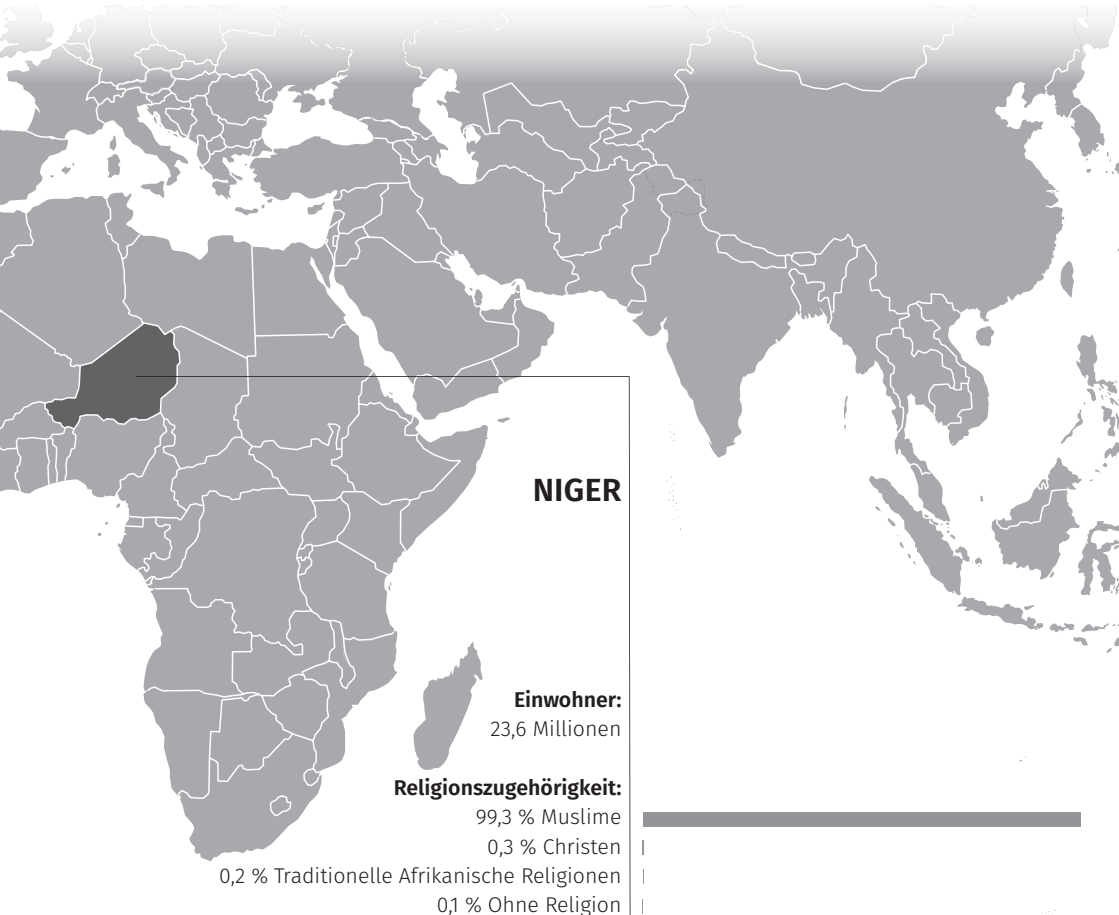 NIGER
Einwohner:
23,6 Millionen
Religionszugehörigkeit:
99,3 % Muslime
0,3 % Christen
0,2 % Traditionelle Afrikanische Religionen
0,1 % Ohne Religion